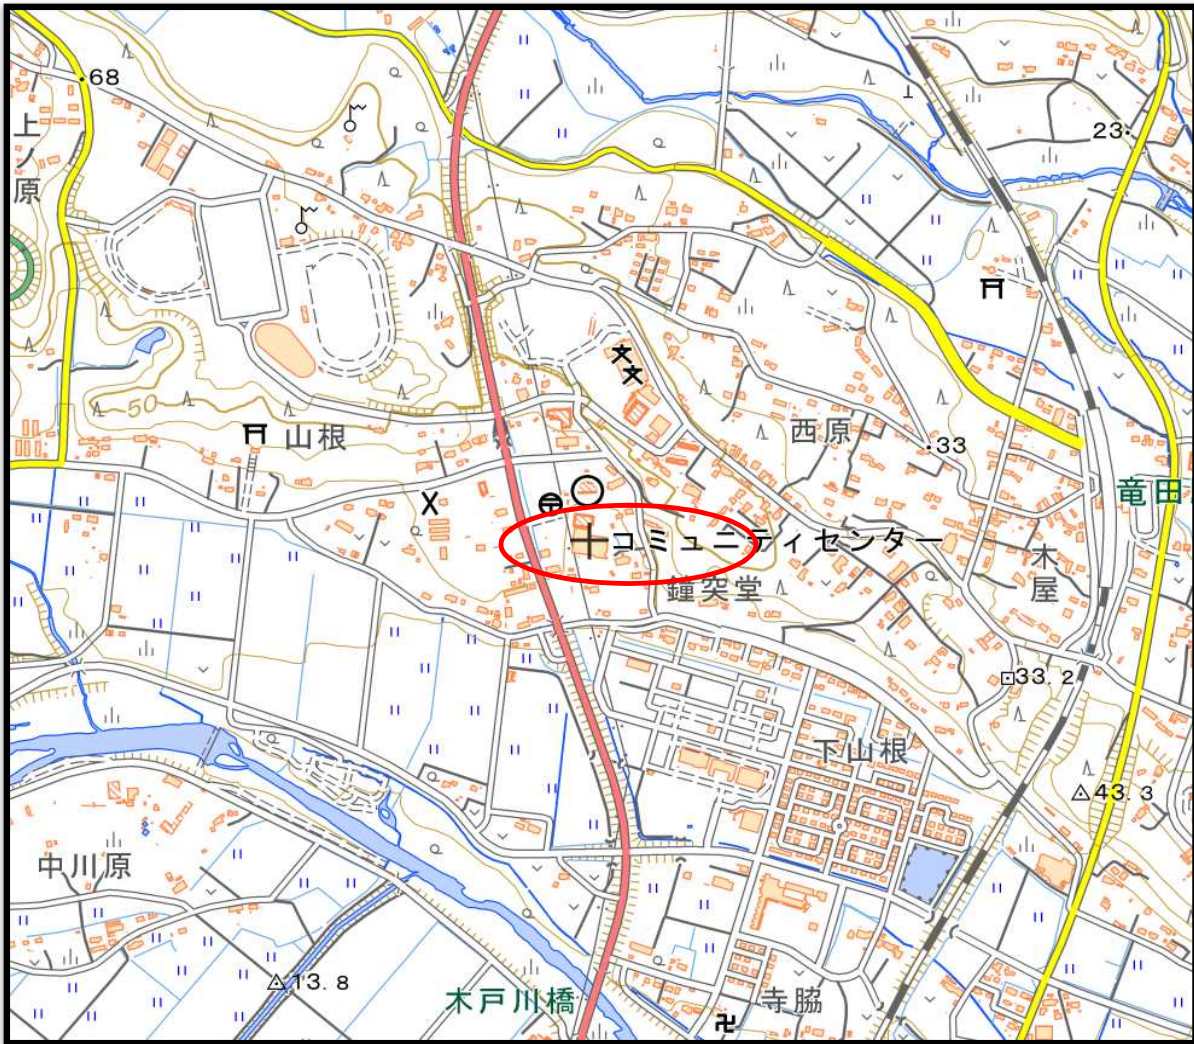 68
上ノ原
23
50
山根
西原
33
竜田
コミュニティセンター
鐘突堂
木屋
33.2
下山根
43.3
中川原
13.8
木戸川橋
寺脇